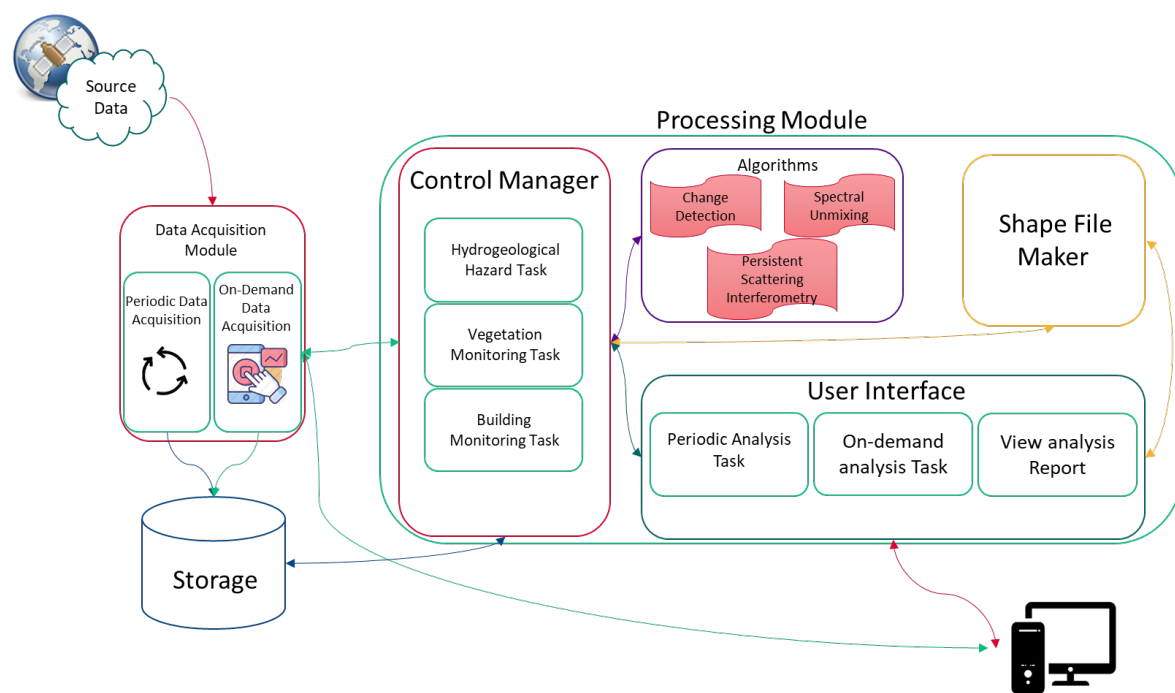 Source
Data
Processing Module
Control Manager
Algorithms
Change
Detection
Spectral
Unmixing
Persistent
Scattering
Interferometry
Shape File
Maker
Data Acquisition
Module
Periodic Data
Acquisition
On-Demand
Data
Acquisition
Hydrogeological
Hazard Task
Vegetation
Monitoring Task
Building
Monitoring Task
User Interface
Periodic Analysis
Task
On-demand
analysis Task
View analysis
Report
Storage